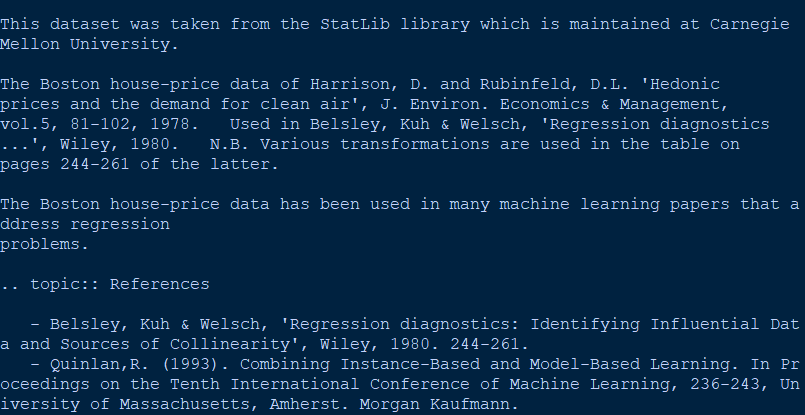 This dataset was taken from the StatLib library which is maintained at Carnegie
Mellon University.
The Boston house-price data of Harrison, D. and Rubinfeld, D.L. 'Hedonic
prices and the demand for clean air', J. Environ. Economics & Management,
vol.5, 81-102, 1978.   Used in Belsley, Kuh & Welsch, 'Regression diagnostics
...', Wiley, 1980.   N.B. Various transformations are used in the table on
pages 244-261 of the latter.
The Boston house-price data has been used in many machine learning papers that a
ddress regression
problems.
.. topic:: References
   - Belsley, Kuh & Welsch, 'Regression diagnostics: Identifying Influential Dat
a and Sources of Collinearity', Wiley, 1980. 244-261.
   - Quinlan,R. (1993). Combining Instance-Based and Model-Based Learning. In Pr
oceedings on the Tenth International Conference of Machine Learning, 236-243, Un
iversity of Massachusetts, Amherst. Morgan Kaufmann.